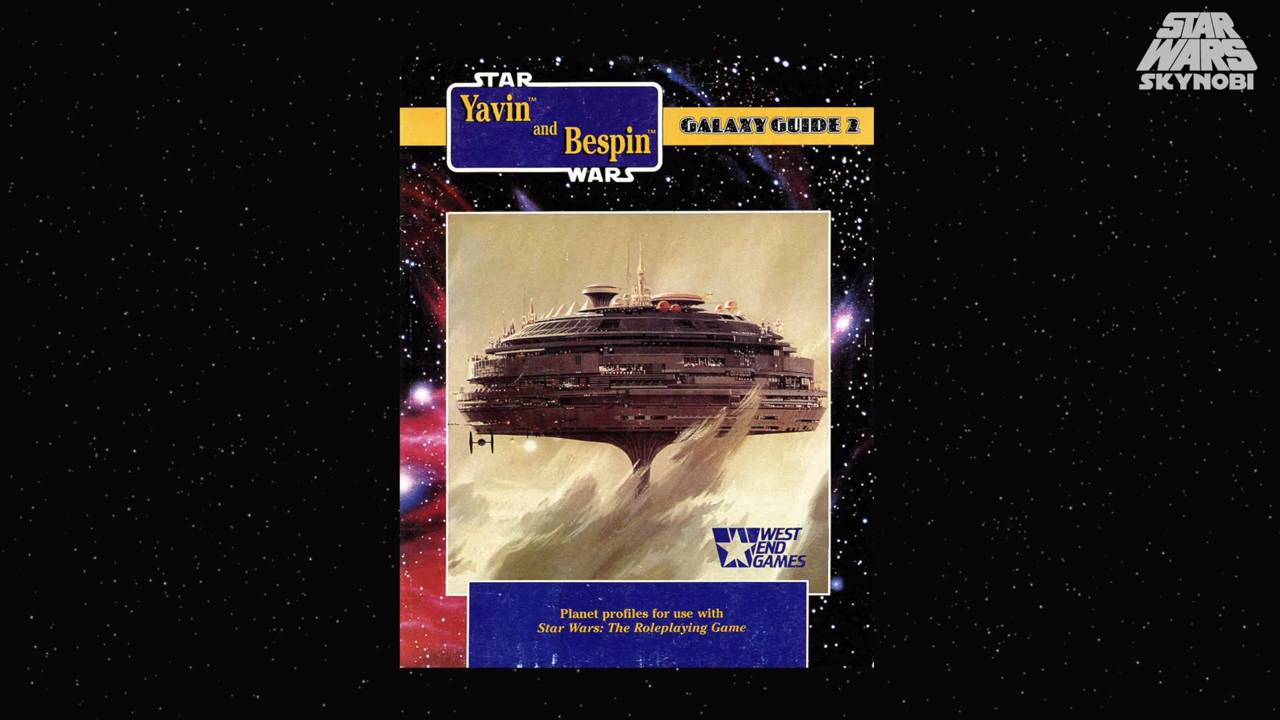 STAR
WARS
SKYNOBI
STAR
Yavin™
and
Bespin™
WARS
GALAXY GUIDE 2
WEST
END
GAMES
Planet profiles for use with
Star Wars: The Roleplaying Game